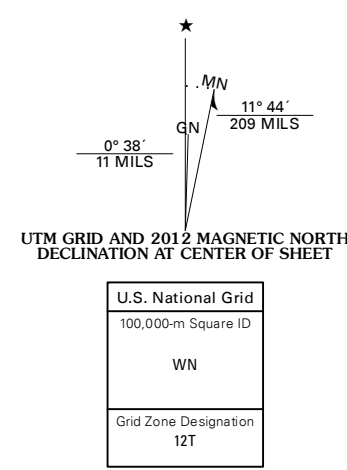 MN
GN
11° 44´
209 MILS
0° 38´
11 MILS
UTM GRID AND 2012 MAGNETIC NORTH
DECLINATION AT CENTER OF SHEET
U.S. National Grid
100,000-m Square ID
WN
Grid Zone Designation
12T